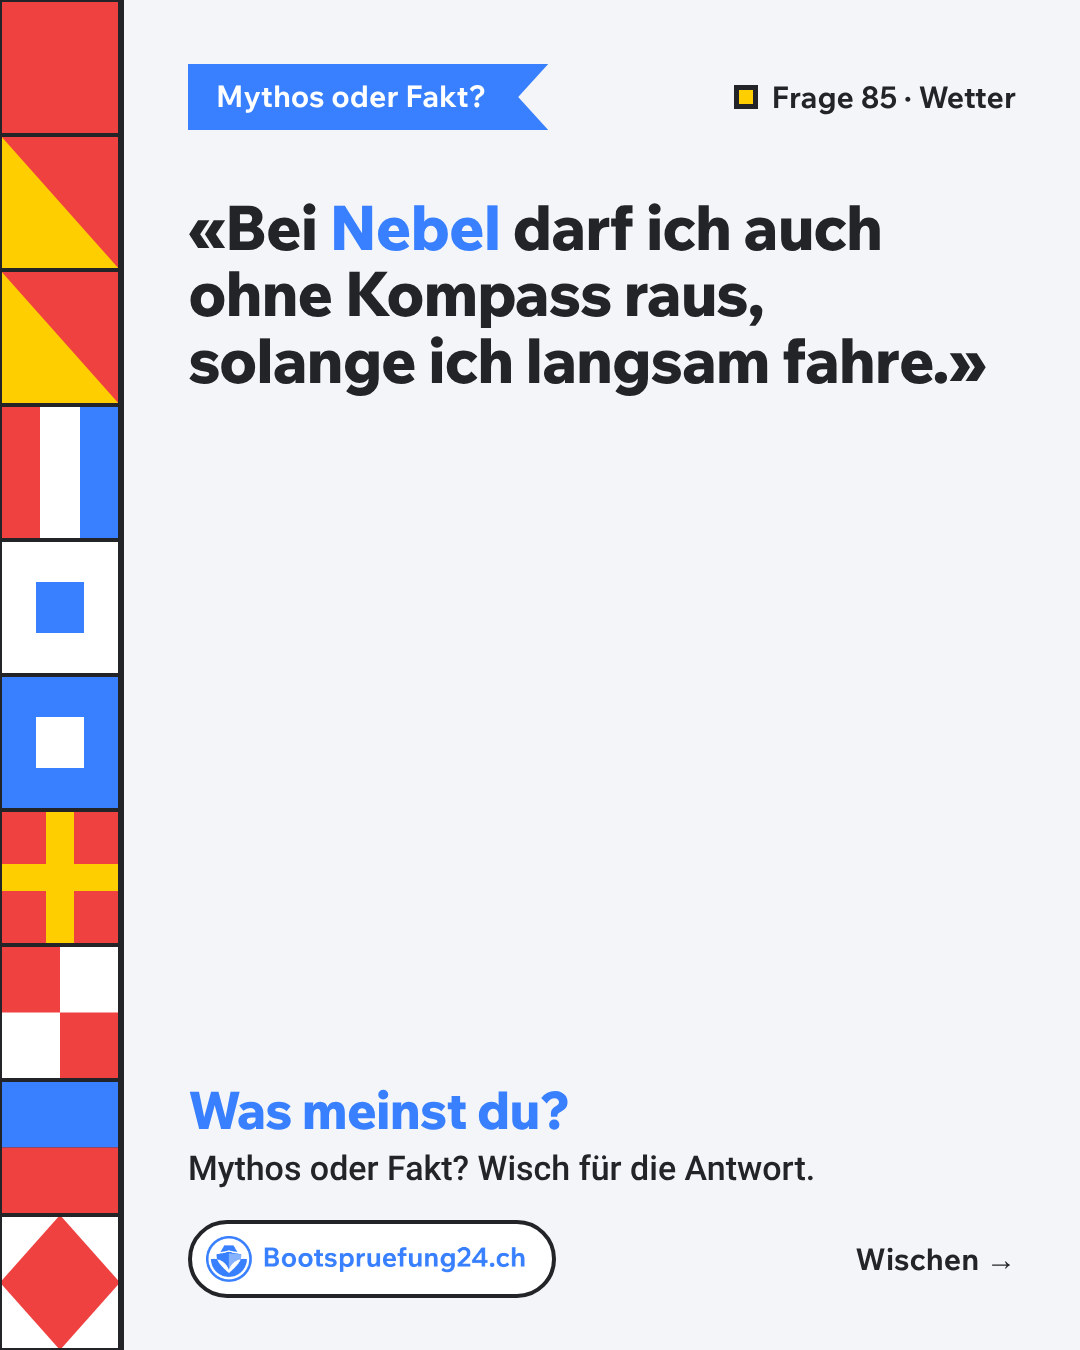 Mythos oder Fakt?
Frage 85 · Wetter
«Bei Nebel darf ich auch
ohne Kompass raus,
solange ich langsam fahre.»
Was meinst du?
Mythos oder Fakt? Wisch für die Antwort.
Bootspruefung24.ch
Wischen →